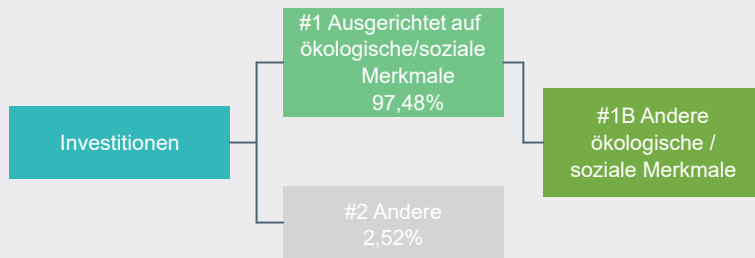 #1 Ausgerichtet auf
ökologische/soziale
Merkmale
97,48%
Investitionen
#1B Andere
ökologische /
soziale Merkmale
#2 Andere
2,52%